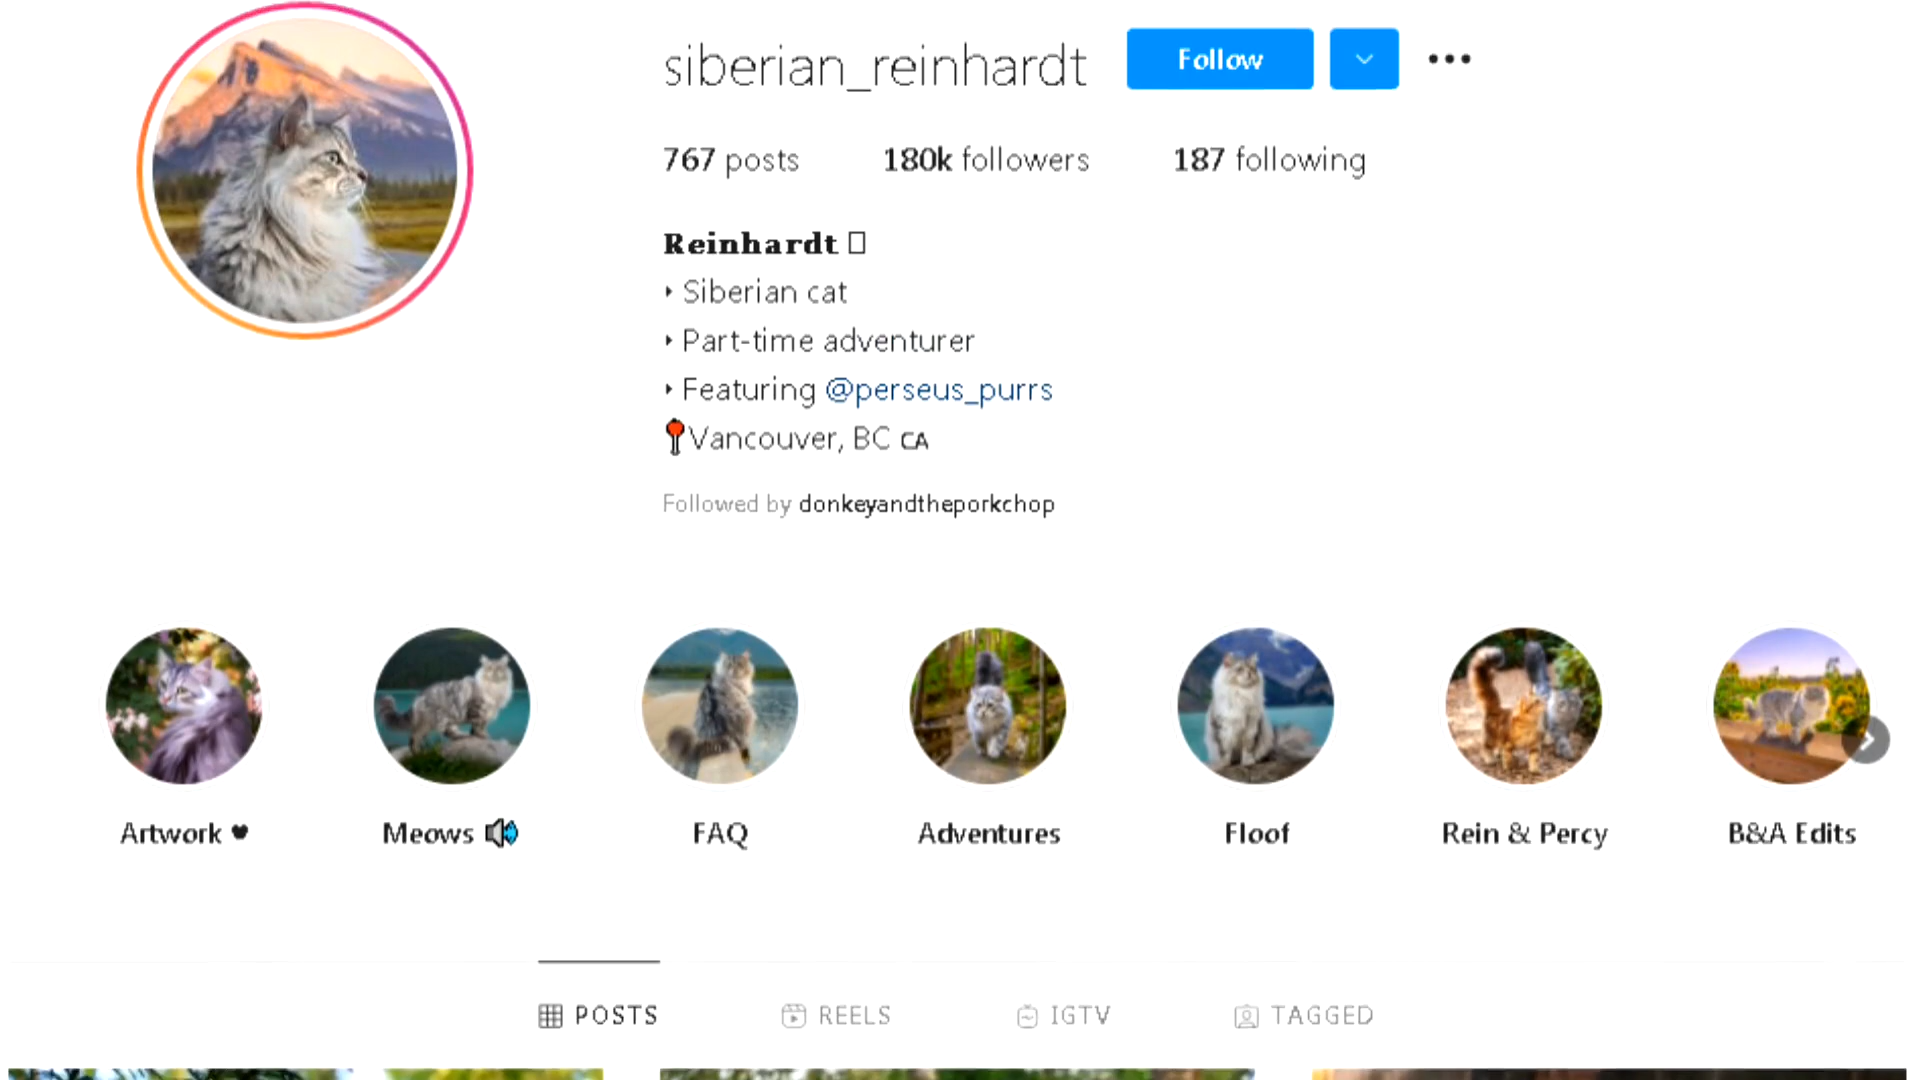 siberian_reinhardt Follow
767 posts 180k followers 187 following
Reinhardt
‣ Siberian cat
‣ Part-time adventurer
‣ Featuring @perseus_purrs
📍Vancouver, BC CA
Followed by donkeyandtheporkchop
Artwork ♥ Meows 🔊 FAQ Adventures Floof Rein & Percy B&A Edits
POSTS REELS IGTV TAGGED